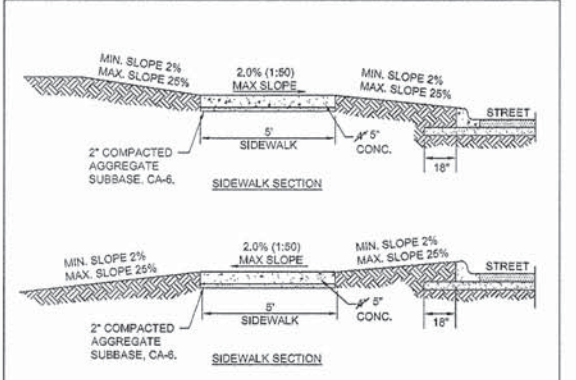 MIN. SLOPE 2%
MAX. SLOPE 25%
2.0% (1:50)
MAX SLOPE
MIN. SLOPE 2%
MAX. SLOPE 25%
STREET
5'
SIDEWALK
4" 5"
CONC.
18"
2" COMPACTED
AGGREGATE
SUBBASE, CA-6.
SIDEWALK SECTION
MIN. SLOPE 2%
MAX. SLOPE 25%
2.0% (1:50)
MAX SLOPE
MIN. SLOPE 2%
MAX. SLOPE 25%
STREET
5'
SIDEWALK
4" 5"
CONC.
18"
2" COMPACTED
AGGREGATE
SUBBASE, CA-6.
SIDEWALK SECTION